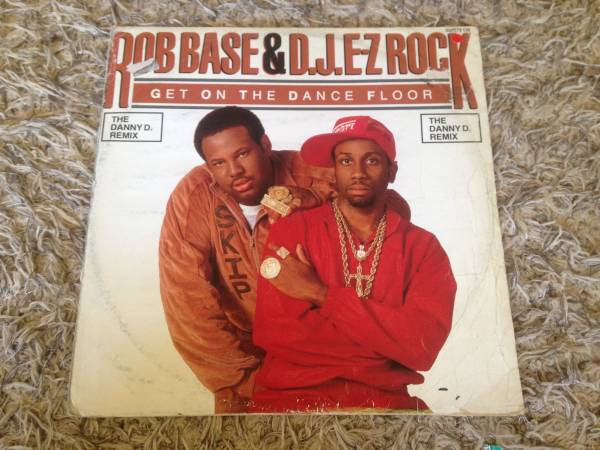 ROB BASE & D.J. E-Z ROCK
GET ON THE DANCE FLOOR
THE
DANNY D.
REMIX
THE
DANNY D.
REMIX
SKIP